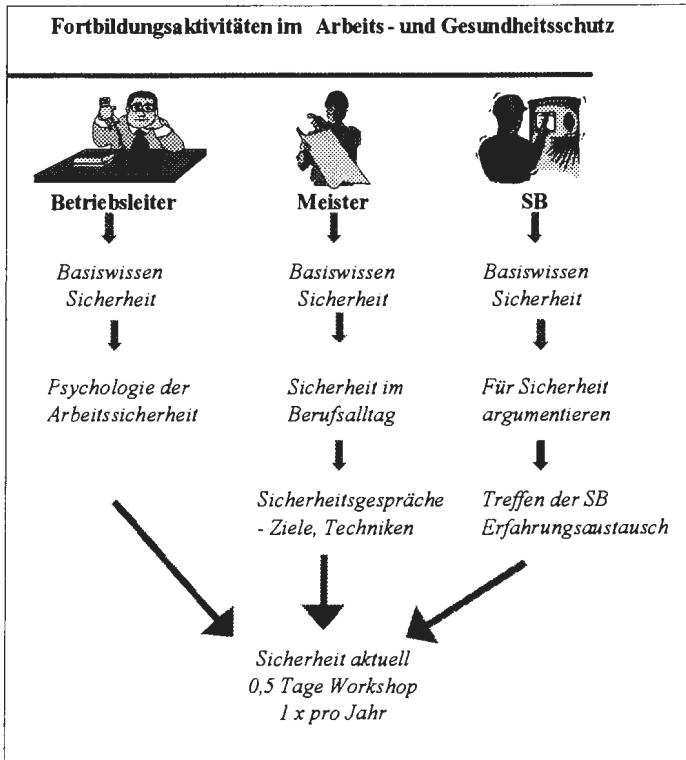 Fortbildungsaktivitäten im Arbeits- und Gesundheitsschutz
Betriebsleiter
Basiswissen
Sicherheit
Psychologie der
Arbeitssicherheit
Meister
Basiswissen
Sicherheit
Sicherheit im
Berufsalltag
Sicherheitsgespräche
- Ziele, Techniken
SB
Basiswissen
Sicherheit
Für Sicherheit
argumentieren
Treffen der SB
Erfahrungsaustausch
Sicherheit aktuell
0,5 Tage Workshop
1 x pro Jahr